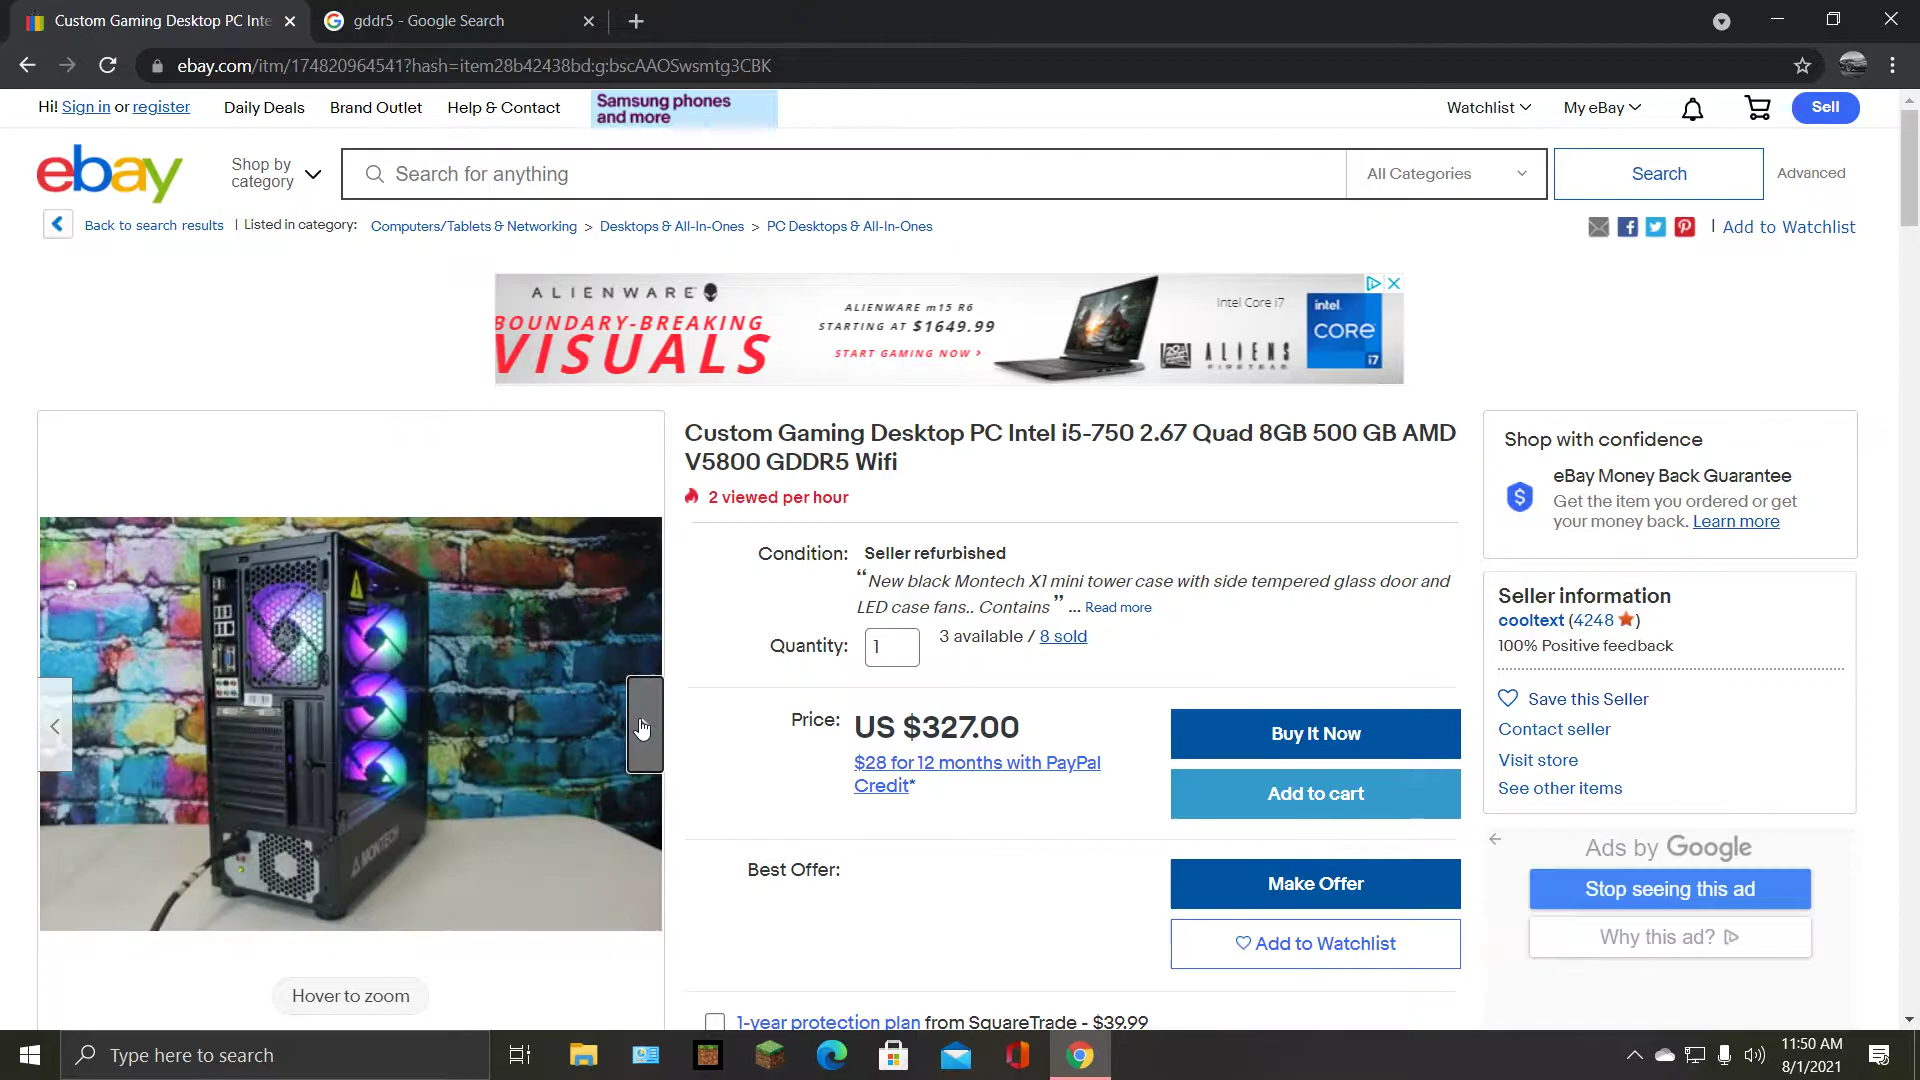 Custom Gaming Desktop PC Inte
gddr5 - Google Search
ebay.com/itm/174820964541?hash=item28b42438bd:g:bscAAOSwsmtg3CBK
Hi! Sign in or register
Daily Deals
Brand Outlet
Help & Contact
Samsung phones
and more
Watchlist
My eBay
Sell
ebay
Shop by
category
Search for anything
All Categories
Search
Advanced
Back to search results
| Listed in category:
Computers/Tablets & Networking > Desktops & All-In-Ones > PC Desktops & All-In-Ones
| Add to Watchlist
ALIENWARE
BOUNDARY-BREAKING
VISUALS
ALIENWARE m15 R6
STARTING AT $1649.99
START GAMING NOW >
Intel Core i7
ALIENS
FIRETEAM
intel.
CORE
i7
Custom Gaming Desktop PC Intel i5-750 2.67 Quad 8GB 500 GB AMD
V5800 GDDR5 Wifi
2 viewed per hour
Condition: Seller refurbished
“New black Montech X1 mini tower case with side tempered glass door and
LED case fans.. Contains ” ... Read more
Quantity: 1 3 available / 8 sold
Price: US $327.00
$28 for 12 months with PayPal
Credit*
Buy It Now
Add to cart
Best Offer:
Make Offer
Add to Watchlist
1-year protection plan from SquareTrade - $39.99
MONTECH
Hover to zoom
Shop with confidence
eBay Money Back Guarantee
Get the item you ordered or get
your money back. Learn more
Seller information
cooltext (4248 )
100% Positive feedback
Save this Seller
Contact seller
Visit store
See other items
Ads by Google
Stop seeing this ad
Why this ad?
Type here to search
11:50 AM
8/1/2021